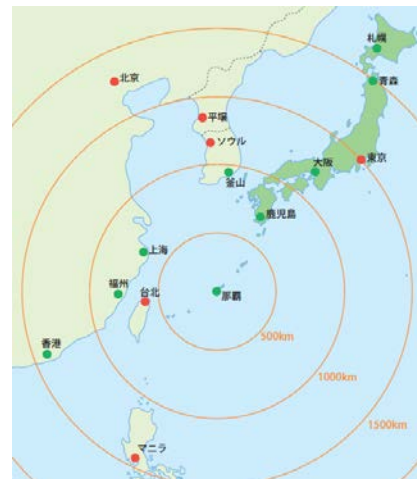 札幌
青森
北京
平壌
ソウル
大阪
東京
釜山
鹿児島
上海
福州
台北
那覇
500km
香港
1000km
1500km
マニラ